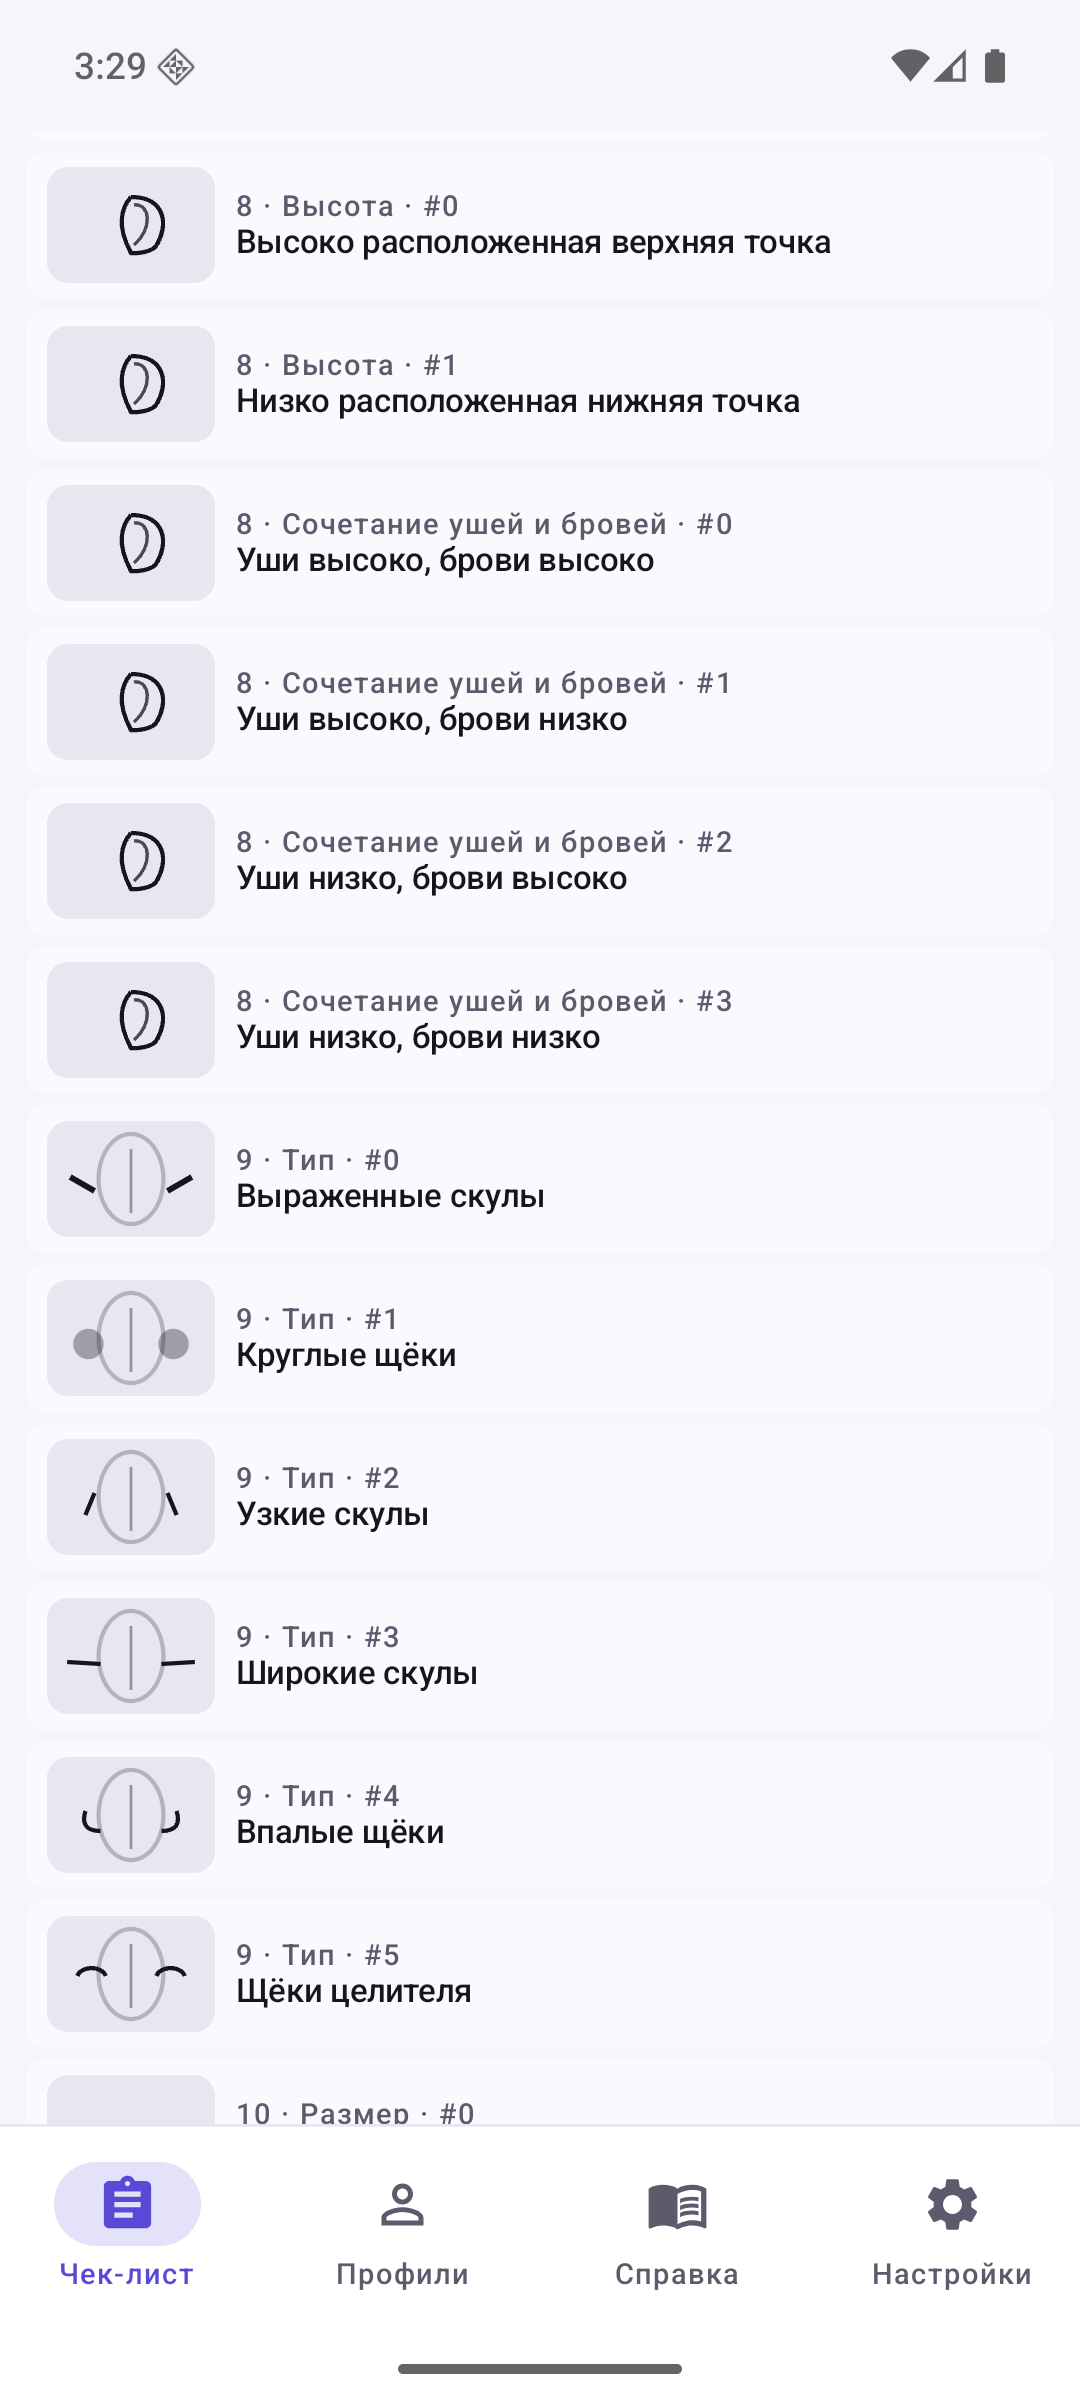 3:29
8 · Высота · #0
Высоко расположенная верхняя точка
8 · Высота · #1
Низко расположенная нижняя точка
8 · Сочетание ушей и бровей · #0
Уши высоко, брови высоко
8 · Сочетание ушей и бровей · #1
Уши высоко, брови низко
8 · Сочетание ушей и бровей · #2
Уши низко, брови высоко
8 · Сочетание ушей и бровей · #3
Уши низко, брови низко
9 · Тип · #0
Выраженные скулы
9 · Тип · #1
Круглые щёки
9 · Тип · #2
Узкие скулы
9 · Тип · #3
Широкие скулы
9 · Тип · #4
Впалые щёки
9 · Тип · #5
Щёки целителя
10 · Размер · #0
Чек-лист
Профили
Справка
Настройки